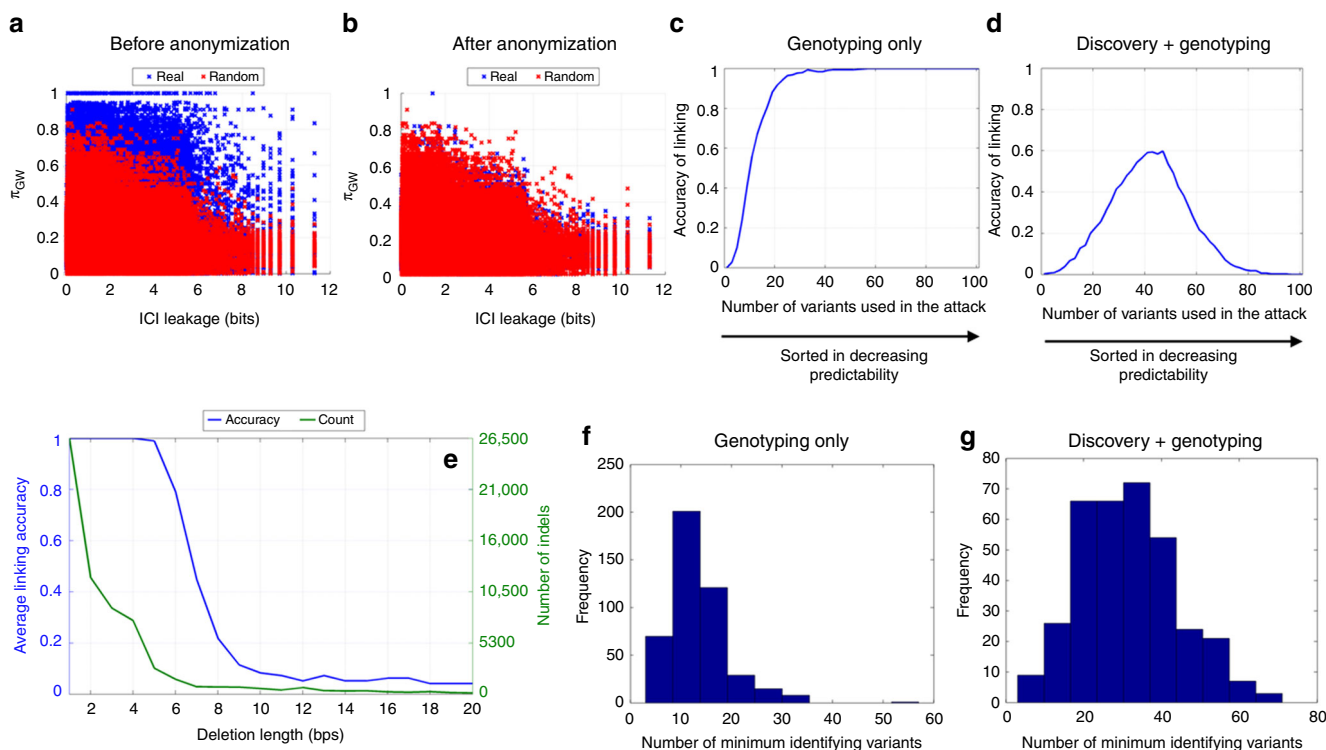 a
Before anonymization
Real Random
1
0.8
0.6
0.4
0.2
0
πGW
0 2 4 6 8 10 12
ICI leakage (bits)
b
After anonymization
Real Random
1
0.8
0.6
0.4
0.2
0
πGW
0 2 4 6 8 10 12
ICI leakage (bits)
c
Genotyping only
1
0.8
0.6
0.4
0.2
0
Accuracy of linking
0 20 40 60 80 100
Number of variants used in the attack
Sorted in decreasing
predictability
d
Discovery + genotyping
1
0.8
0.6
0.4
0.2
0
Accuracy of linking
0 20 40 60 80 100
Number of variants used in the attack
Sorted in decreasing
predictability
Accuracy Count
e
1
0.8
0.6
0.4
0.2
0
Average linking accuracy
26,500
21,000
16,000
10,500
5300
0
Number of indels
2 4 6 8 10 12 14 16 18 20
Deletion length (bps)
f
Genotyping only
250
200
150
100
50
0
Frequency
0 10 20 30 40 50 60
Number of minimum identifying variants
g
Discovery + genotyping
80
70
60
50
40
30
20
10
0
Frequency
0 20 40 60 80
Number of minimum identifying variants